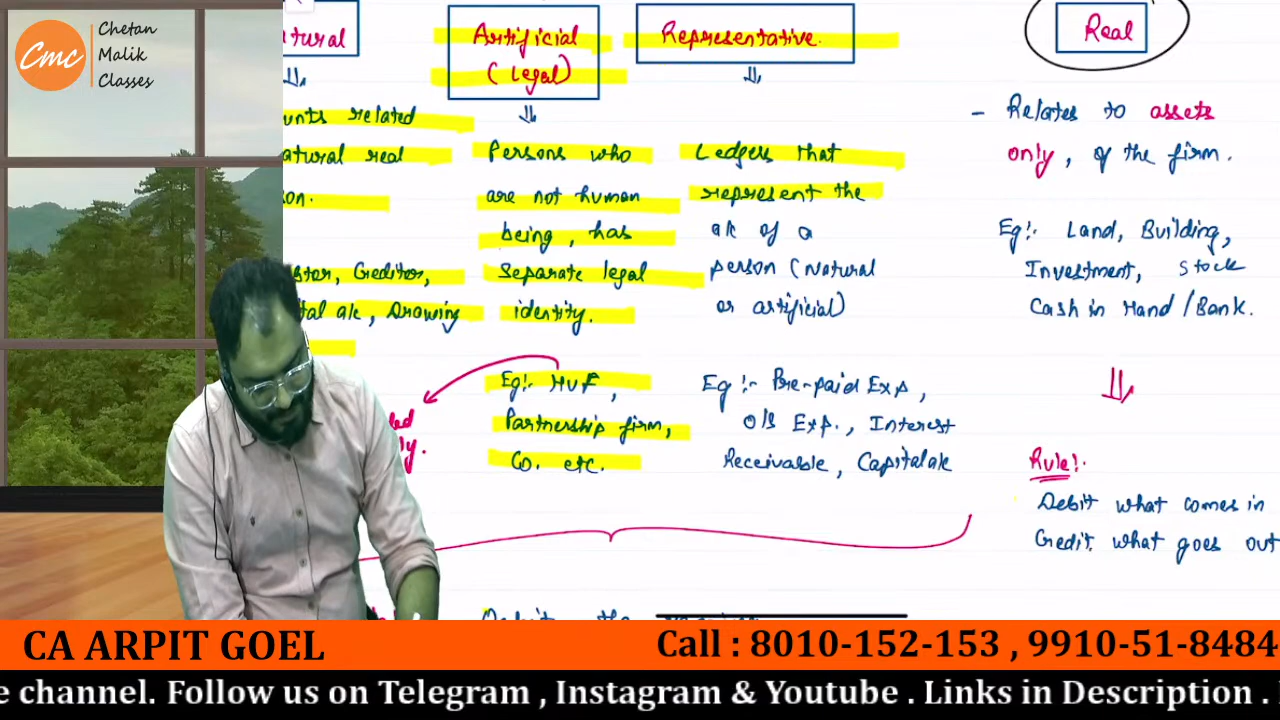 Cmc
Chetan
Malik
Classes
atural
Artificial
(Legal)
Representative.
Real
unts related
atural real
son.
Creditor,
tal a/c, Drawing
Persons who
are not human
being, has
Separate legal
identity.
Eg:- HUF,
Partnership firm,
Co. etc.
Ledgers that
represent the
a/c of a
person (Natural
or artificial)
Eg :- Pre-paid Exp,
o/s Exp., Interest
Receivable, Capital a/c
- Relates to assets
only, of the firm.
Eg:- Land, Building,
Investment, Stock
Cash in Hand / Bank.
Rule:-
Debit what comes in
Credit what goes out
CA ARPIT GOEL
Call : 8010-152-153 , 9910-51-8484
e channel. Follow us on Telegram , Instagram & Youtube . Links in Description .